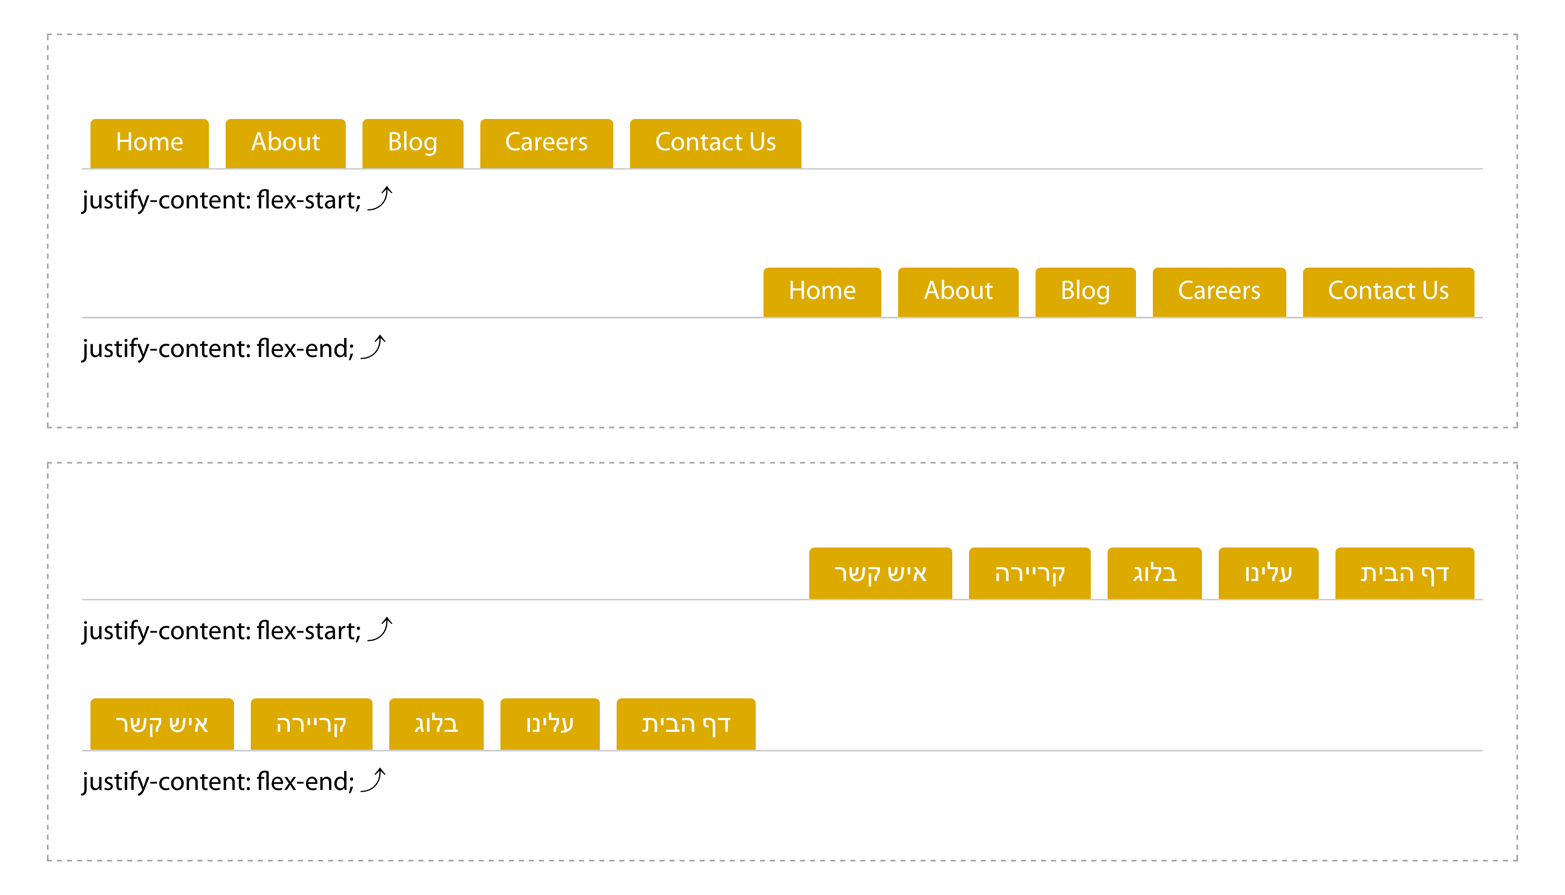 Home About Blog Careers Contact Us
justify-content: flex-start;
Home About Blog Careers Contact Us
justify-content: flex-end;
דף הבית עלינו בלוג קריירה איש קשר
justify-content: flex-start;
דף הבית עלינו בלוג קריירה איש קשר
justify-content: flex-end;